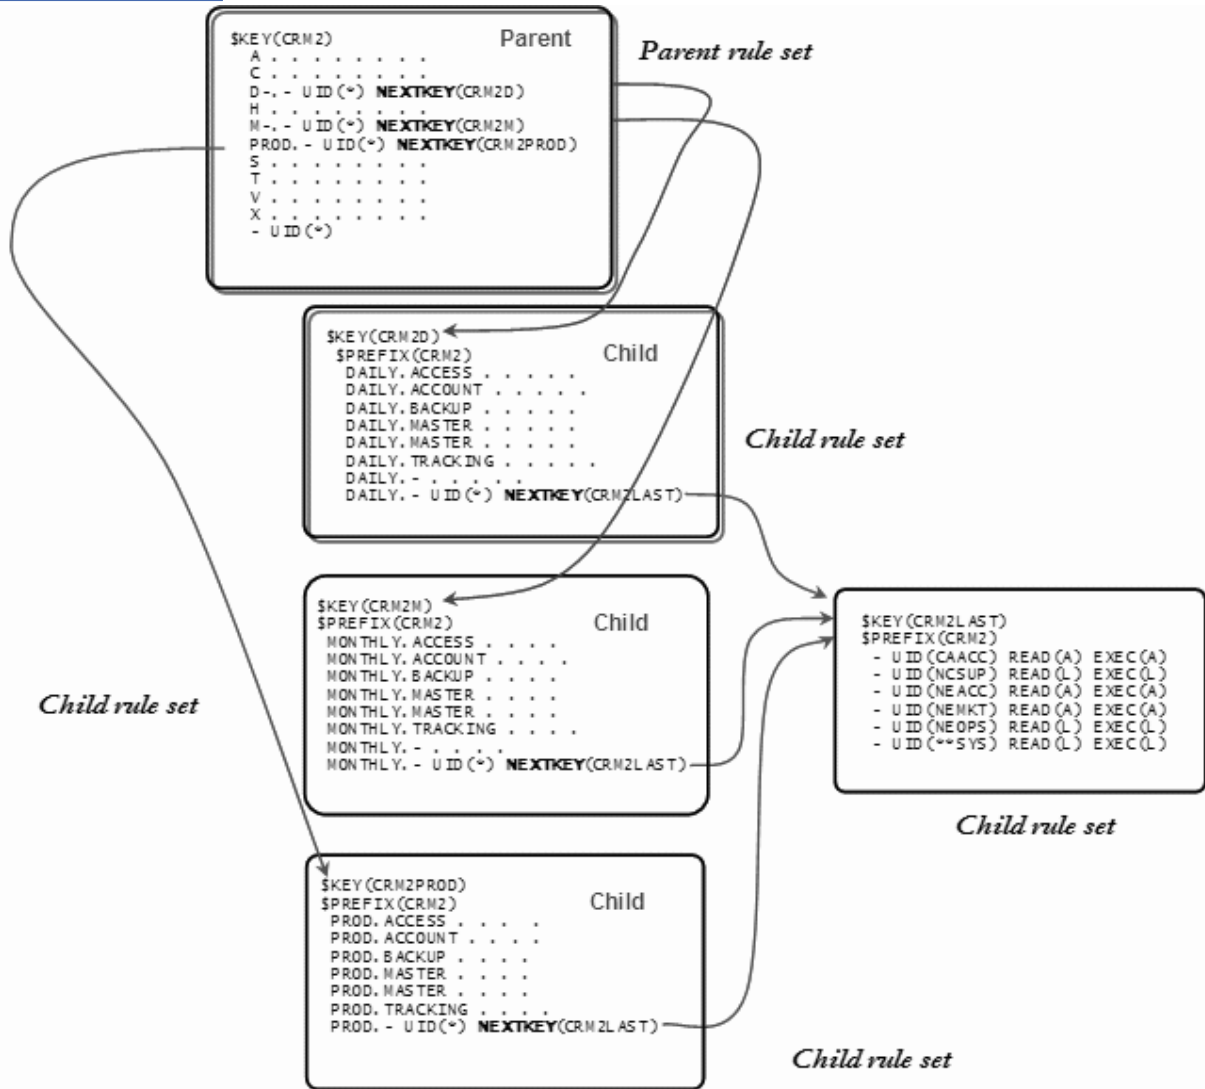 $KEY(CRM2) Parent
A . . . . . . . .
C . . . . . . . .
D-.- UID(*) NEXTKEY(CRM2D)
H . . . . . . . .
M-.- UID(*) NEXTKEY(CRM2M)
PROD.- UID(*) NEXTKEY(CRM2PROD)
S . . . . . . . .
T . . . . . . . .
V . . . . . . . .
X . . . . . . . .
- UID(*)
Parent rule set
$KEY(CRM2D)
$PREFIX(CRM2) Child
DAILY.ACCESS . . . . .
DAILY.ACCOUNT . . . . .
DAILY.BACKUP . . . . .
DAILY.MASTER . . . . .
DAILY.MASTER . . . . .
DAILY.TRACKING . . . . .
DAILY.- . . . . .
DAILY.- UID(*) NEXTKEY(CRM2LAST)
Child rule set
$KEY(CRM2M)
$PREFIX(CRM2) Child
MONTHLY.ACCESS . . . .
MONTHLY.ACCOUNT . . . .
MONTHLY.BACKUP . . . .
MONTHLY.MASTER . . . .
MONTHLY.MASTER . . . .
MONTHLY.TRACKING . . . .
MONTHLY.- . . . .
MONTHLY.- UID(*) NEXTKEY(CRM2LAST)
Child rule set
$KEY(CRM2LAST)
$PREFIX(CRM2)
- UID(CAACC) READ(A) EXEC(A)
- UID(NCSUP) READ(L) EXEC(L)
- UID(NEACC) READ(A) EXEC(A)
- UID(NEMKT) READ(A) EXEC(A)
- UID(NEOPS) READ(L) EXEC(L)
- UID(**SYS) READ(L) EXEC(L)
Child rule set
$KEY(CRM2PROD)
$PREFIX(CRM2) Child
PROD.ACCESS . . . .
PROD.ACCOUNT . . . .
PROD.BACKUP . . . .
PROD.MASTER . . . .
PROD.MASTER . . . .
PROD.TRACKING . . . .
PROD.- UID(*) NEXTKEY(CRM2LAST)
Child rule set